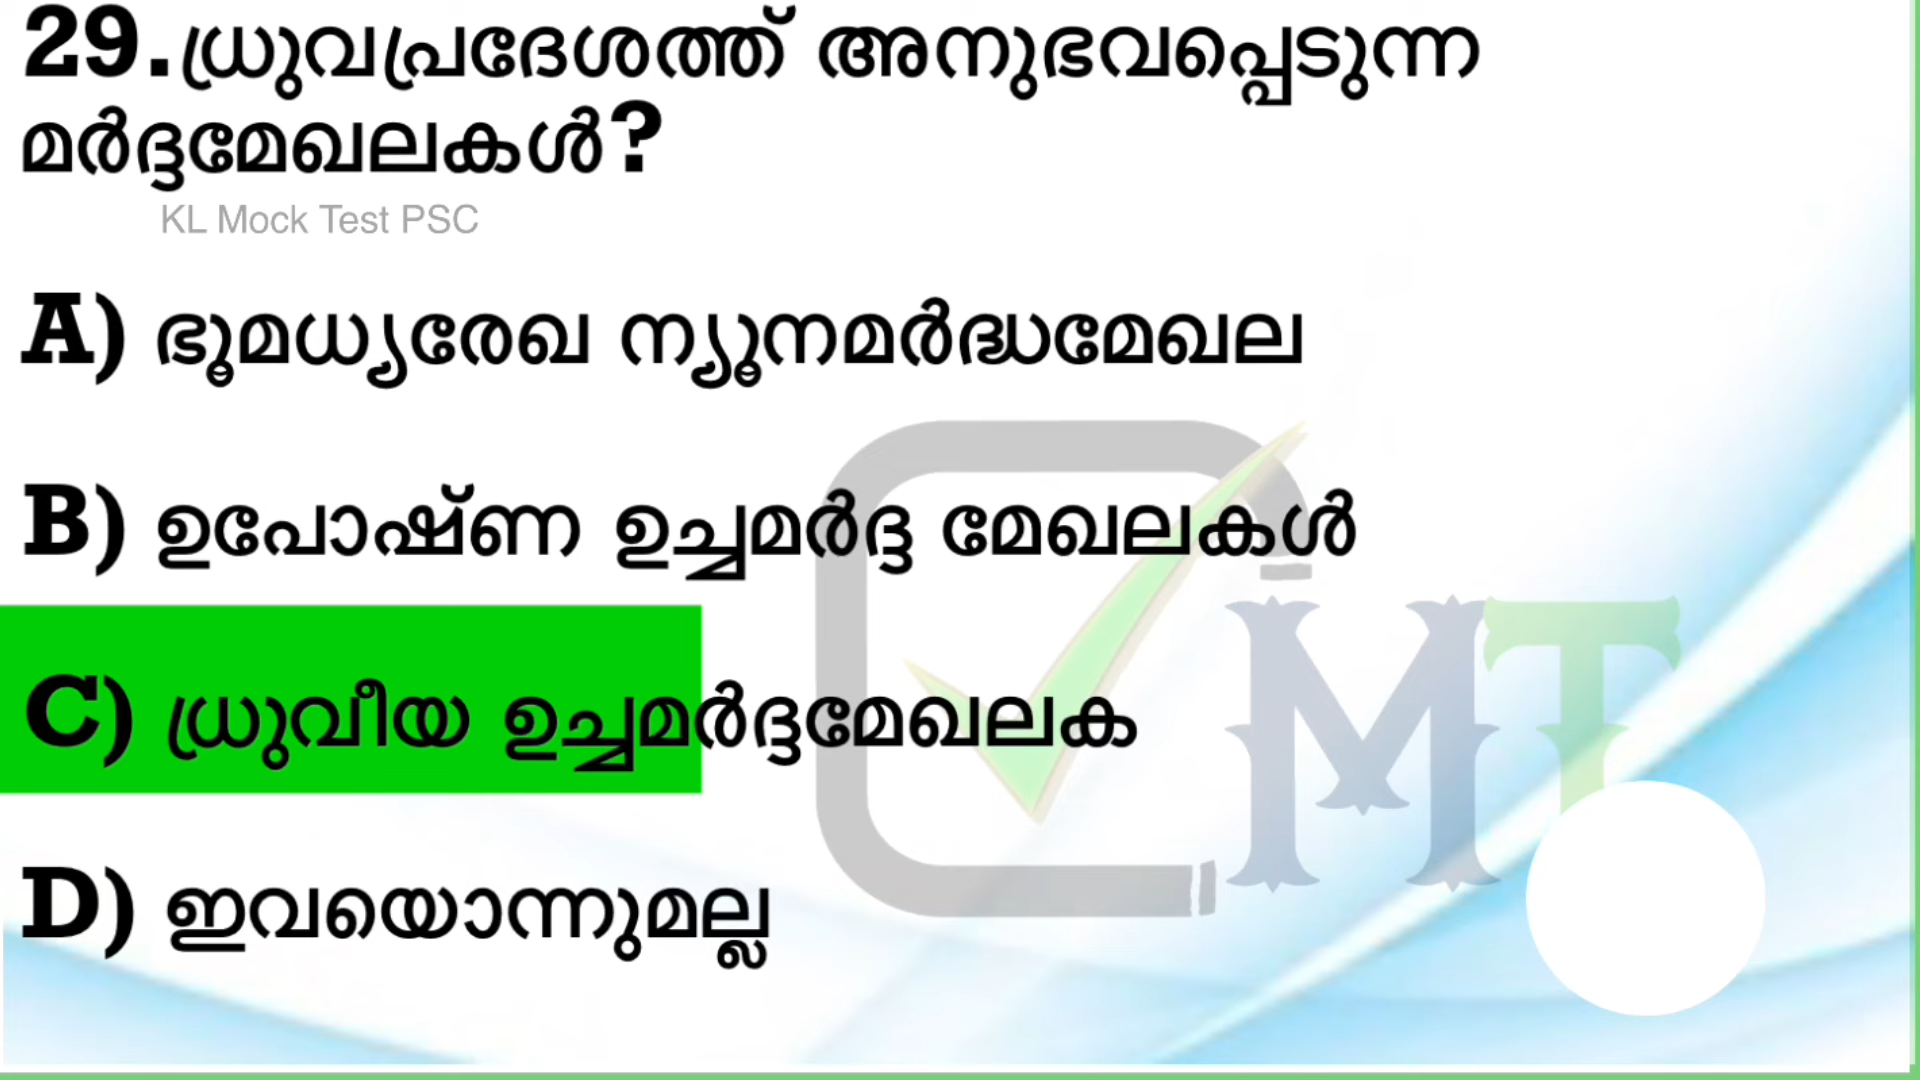 29.ധ്രുവപ്രദേശത്ത് അനുഭവപ്പെടുന്ന
മർദ്ദമേഖലകൾ?
KL Mock Test PSC
A) ഭൂമധ്യരേഖ ന്യൂനമർദ്ധമേഖല
B) ഉപോഷ്ണ ഉച്ചമർദ്ദ മേഖലകൾ
C) ധ്രുവീയ ഉച്ചമർദ്ദമേഖലക
D) ഇവയൊന്നുമല്ല
MT